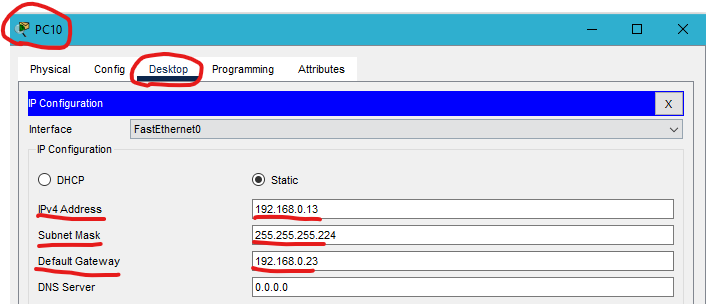 PC10
Physical Config Desktop Programming Attributes
IP Configuration X
Interface FastEthernet0
IP Configuration
DHCP Static
IPv4 Address 192.168.0.13
Subnet Mask 255.255.255.224
Default Gateway 192.168.0.23
DNS Server 0.0.0.0